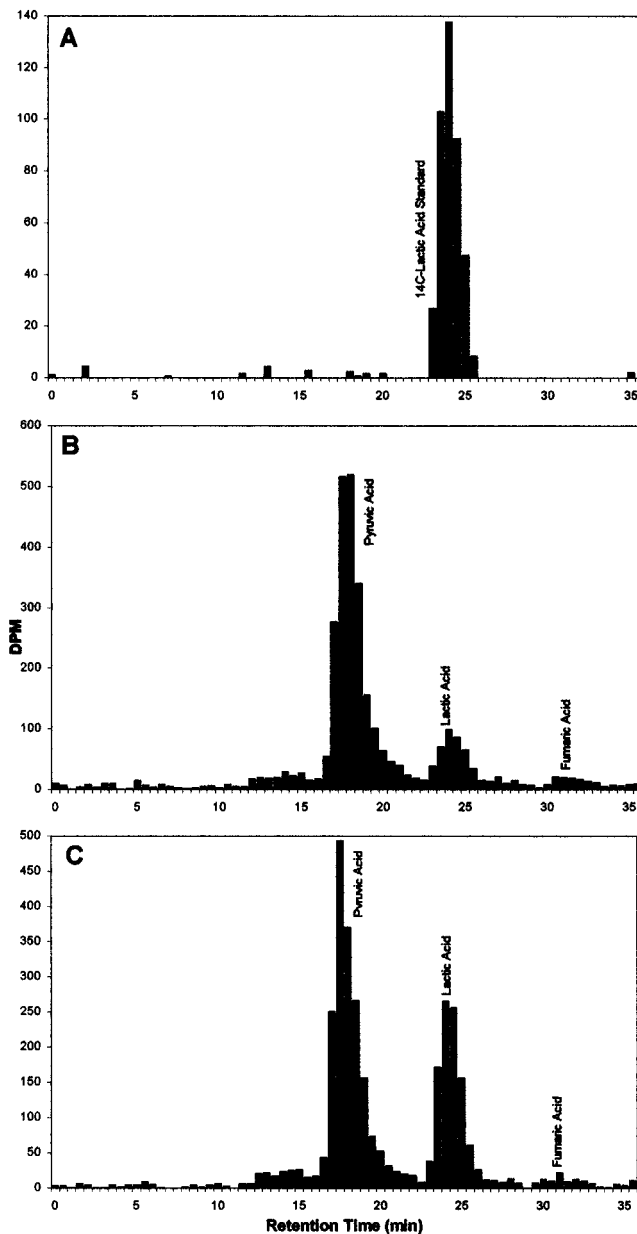 A
140
120
100
80
60
40
20
0
14C-Lactic Acid Standard
0 5 10 15 20 25 30 35
B
600
500
400
300
200
100
0
DPM
Pyruvic Acid
Lactic Acid
Fumaric Acid
0 5 10 15 20 25 30 35
C
500
450
400
350
300
250
200
150
100
50
0
Pyruvic Acid
Lactic Acid
Fumaric Acid
0 5 10 15 20 25 30 35
Retention Time (min)